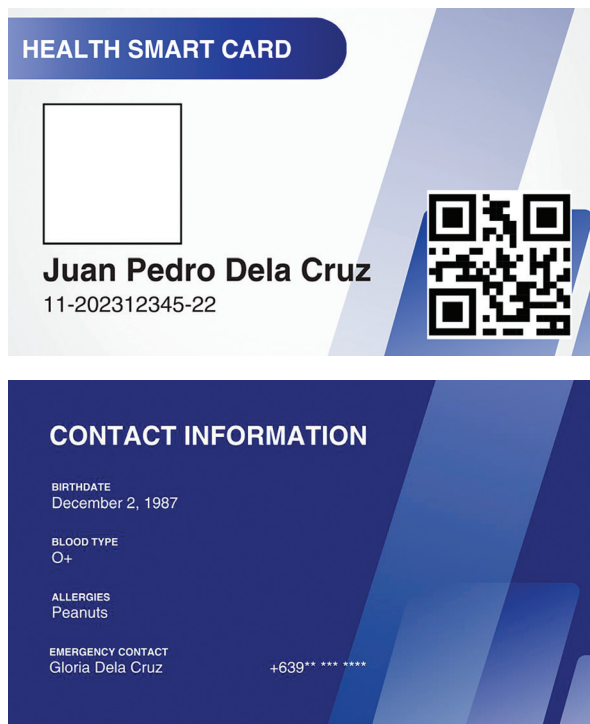 HEALTH SMART CARD
Juan Pedro Dela Cruz
11-202312345-22
CONTACT INFORMATION
BIRTHDATE
December 2, 1987
BLOOD TYPE
O+
ALLERGIES
Peanuts
EMERGENCY CONTACT
Gloria Dela Cruz +639** *** ****